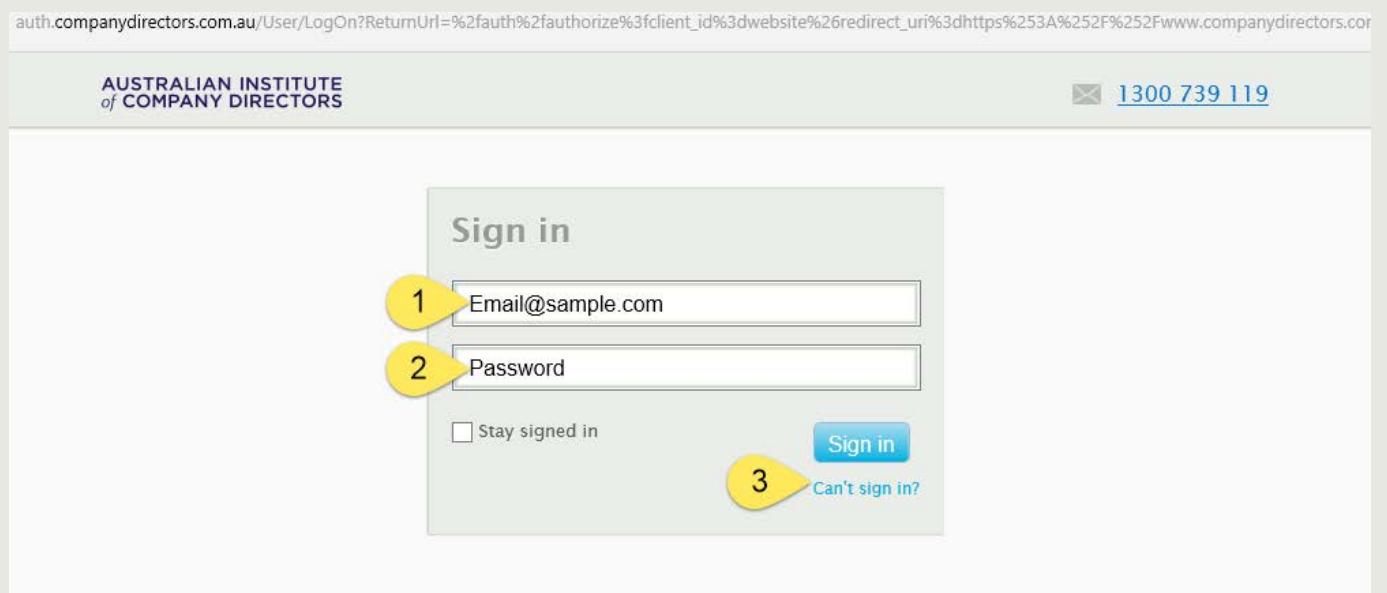 auth.companydirectors.com.au/User/LogOn?ReturnUrl=%2fauth%2fauthorize%3fclient_id%3dwebsite%26redirect_uri%3dhttps%253A%252F%252Fwww.companydirectors.cor
AUSTRALIAN INSTITUTE
of COMPANY DIRECTORS
1300 739 119
Sign in
1 Email@sample.com
2 Password
Stay signed in
Sign in
3 Can't sign in?